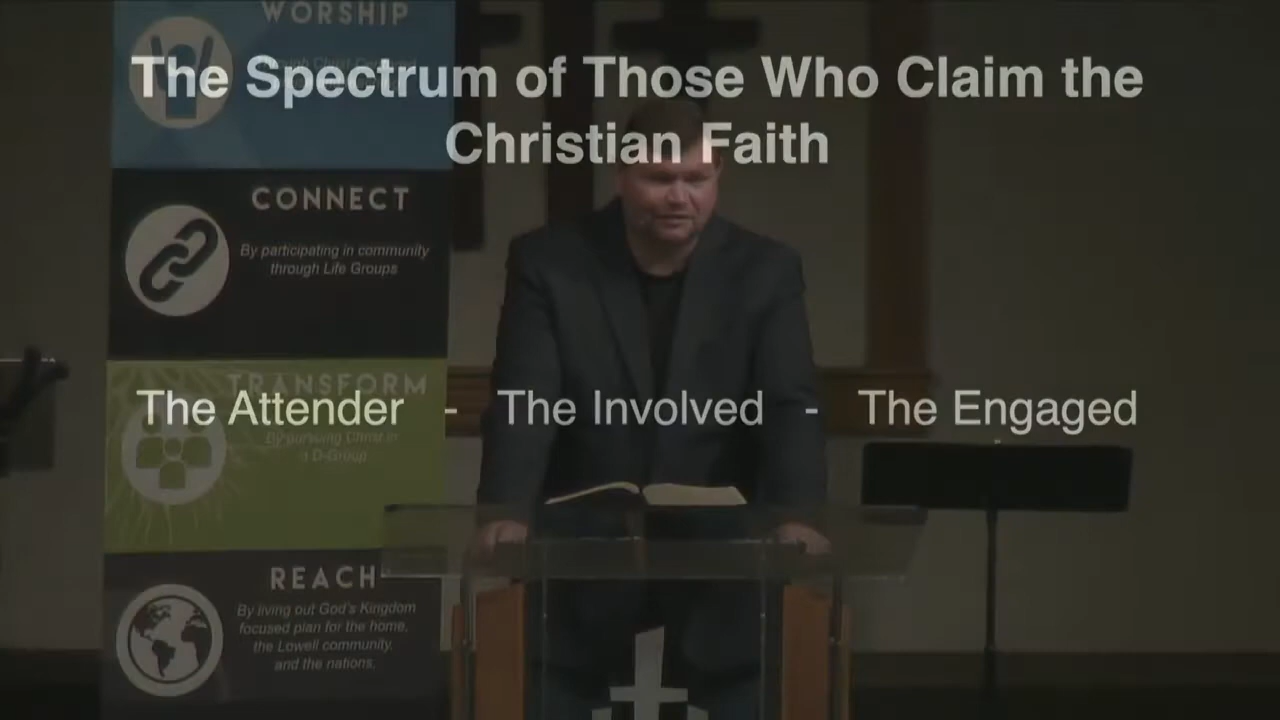 WORSHIP
The Spectrum of Those Who Claim the
Christian Faith
CONNECT
By participating in community
through Life Groups
TRANSFORM
The Attender - The Involved - The Engaged
By pursuing Christ in
a D-Group
REACH
By living out God's Kingdom
focused plan for the home,
the Lowell community,
and the nations.